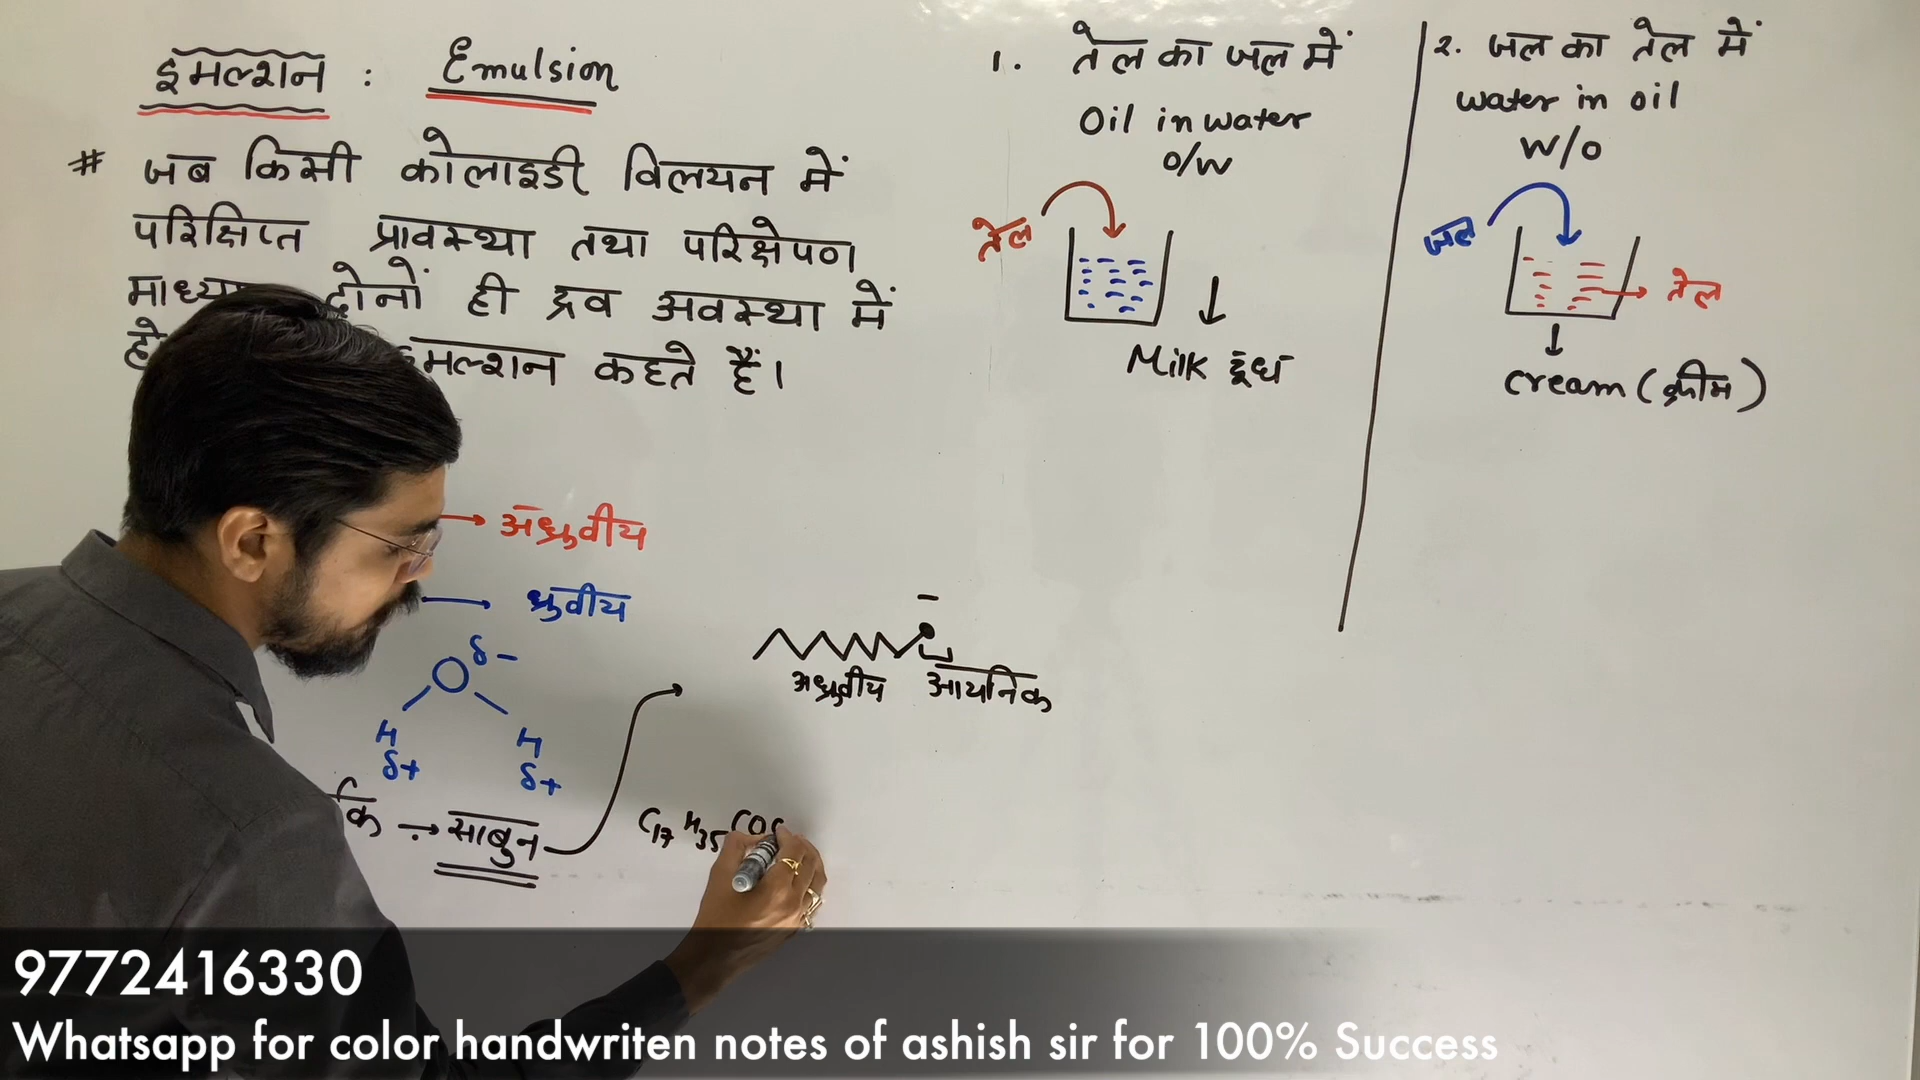 इमल्शन : Emulsion
# जब किसी कोलाइडी विलयन में
परिक्षिप्त प्रावस्था तथा परिक्षेपण
दोनों ही द्रव अवस्था में
इमल्शन कहते हैं।
1. तेल का जल में
Oil in water
O/W
तेल
Milk दूध
2. जल का तेल में
water in oil
W/O
जल
तेल
cream (क्रीम)
→ अध्रुवीय
→ ध्रुवीय
O δ-
H H
δ+ δ+
→ साबुन
-
अध्रुवीय आयनिक
C17 H35 CO
9772416330
Whatsapp for color handwriten notes of ashish sir for 100% Success